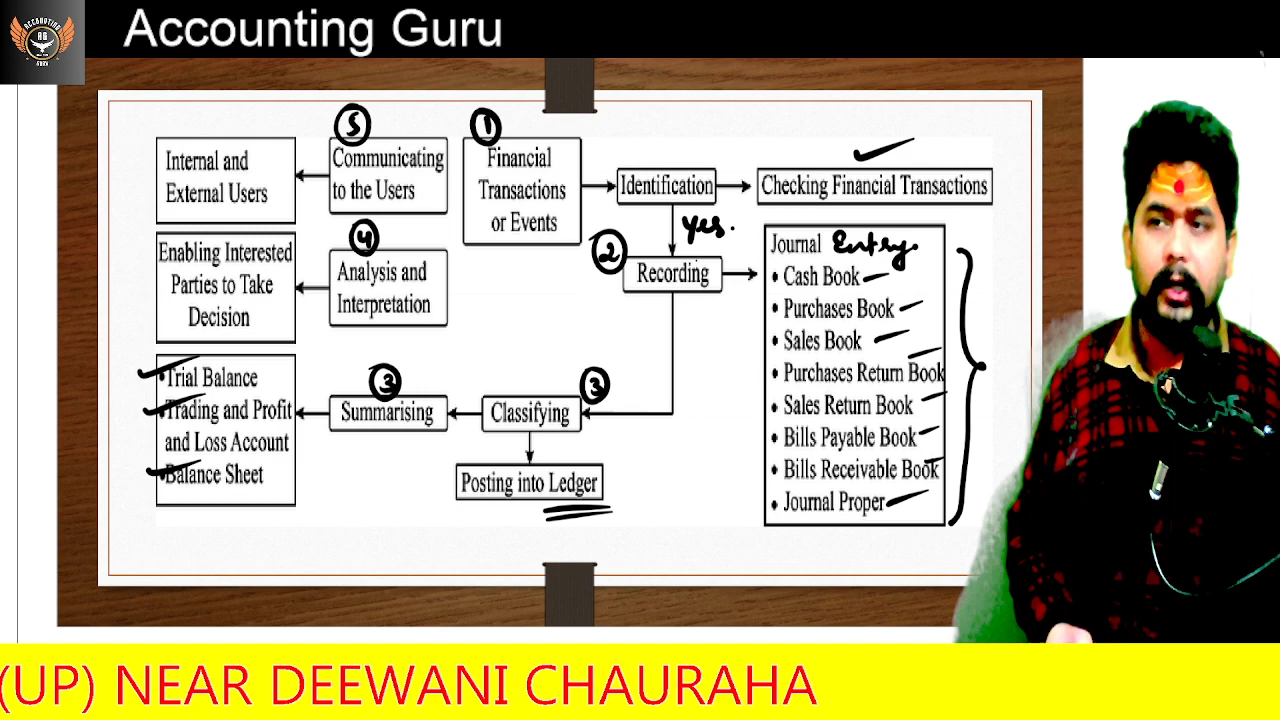 Accounting Guru
ACCOUNTING
AG
GURU
5
Communicating
to the Users
Internal and
External Users
1
Financial
Transactions
or Events
Identification
Checking Financial Transactions
yes.
2
Recording
Journal Entry
• Cash Book
• Purchases Book
• Sales Book
• Purchases Return Book
• Sales Return Book
• Bills Payable Book
• Bills Receivable Book
• Journal Proper
4
Analysis and
Interpretation
Enabling Interested
Parties to Take
Decision
3
Classifying
Posting into Ledger
3
Summarising
•Trial Balance
•Trading and Profit
and Loss Account
•Balance Sheet
(UP) NEAR DEEWANI CHAURAHA